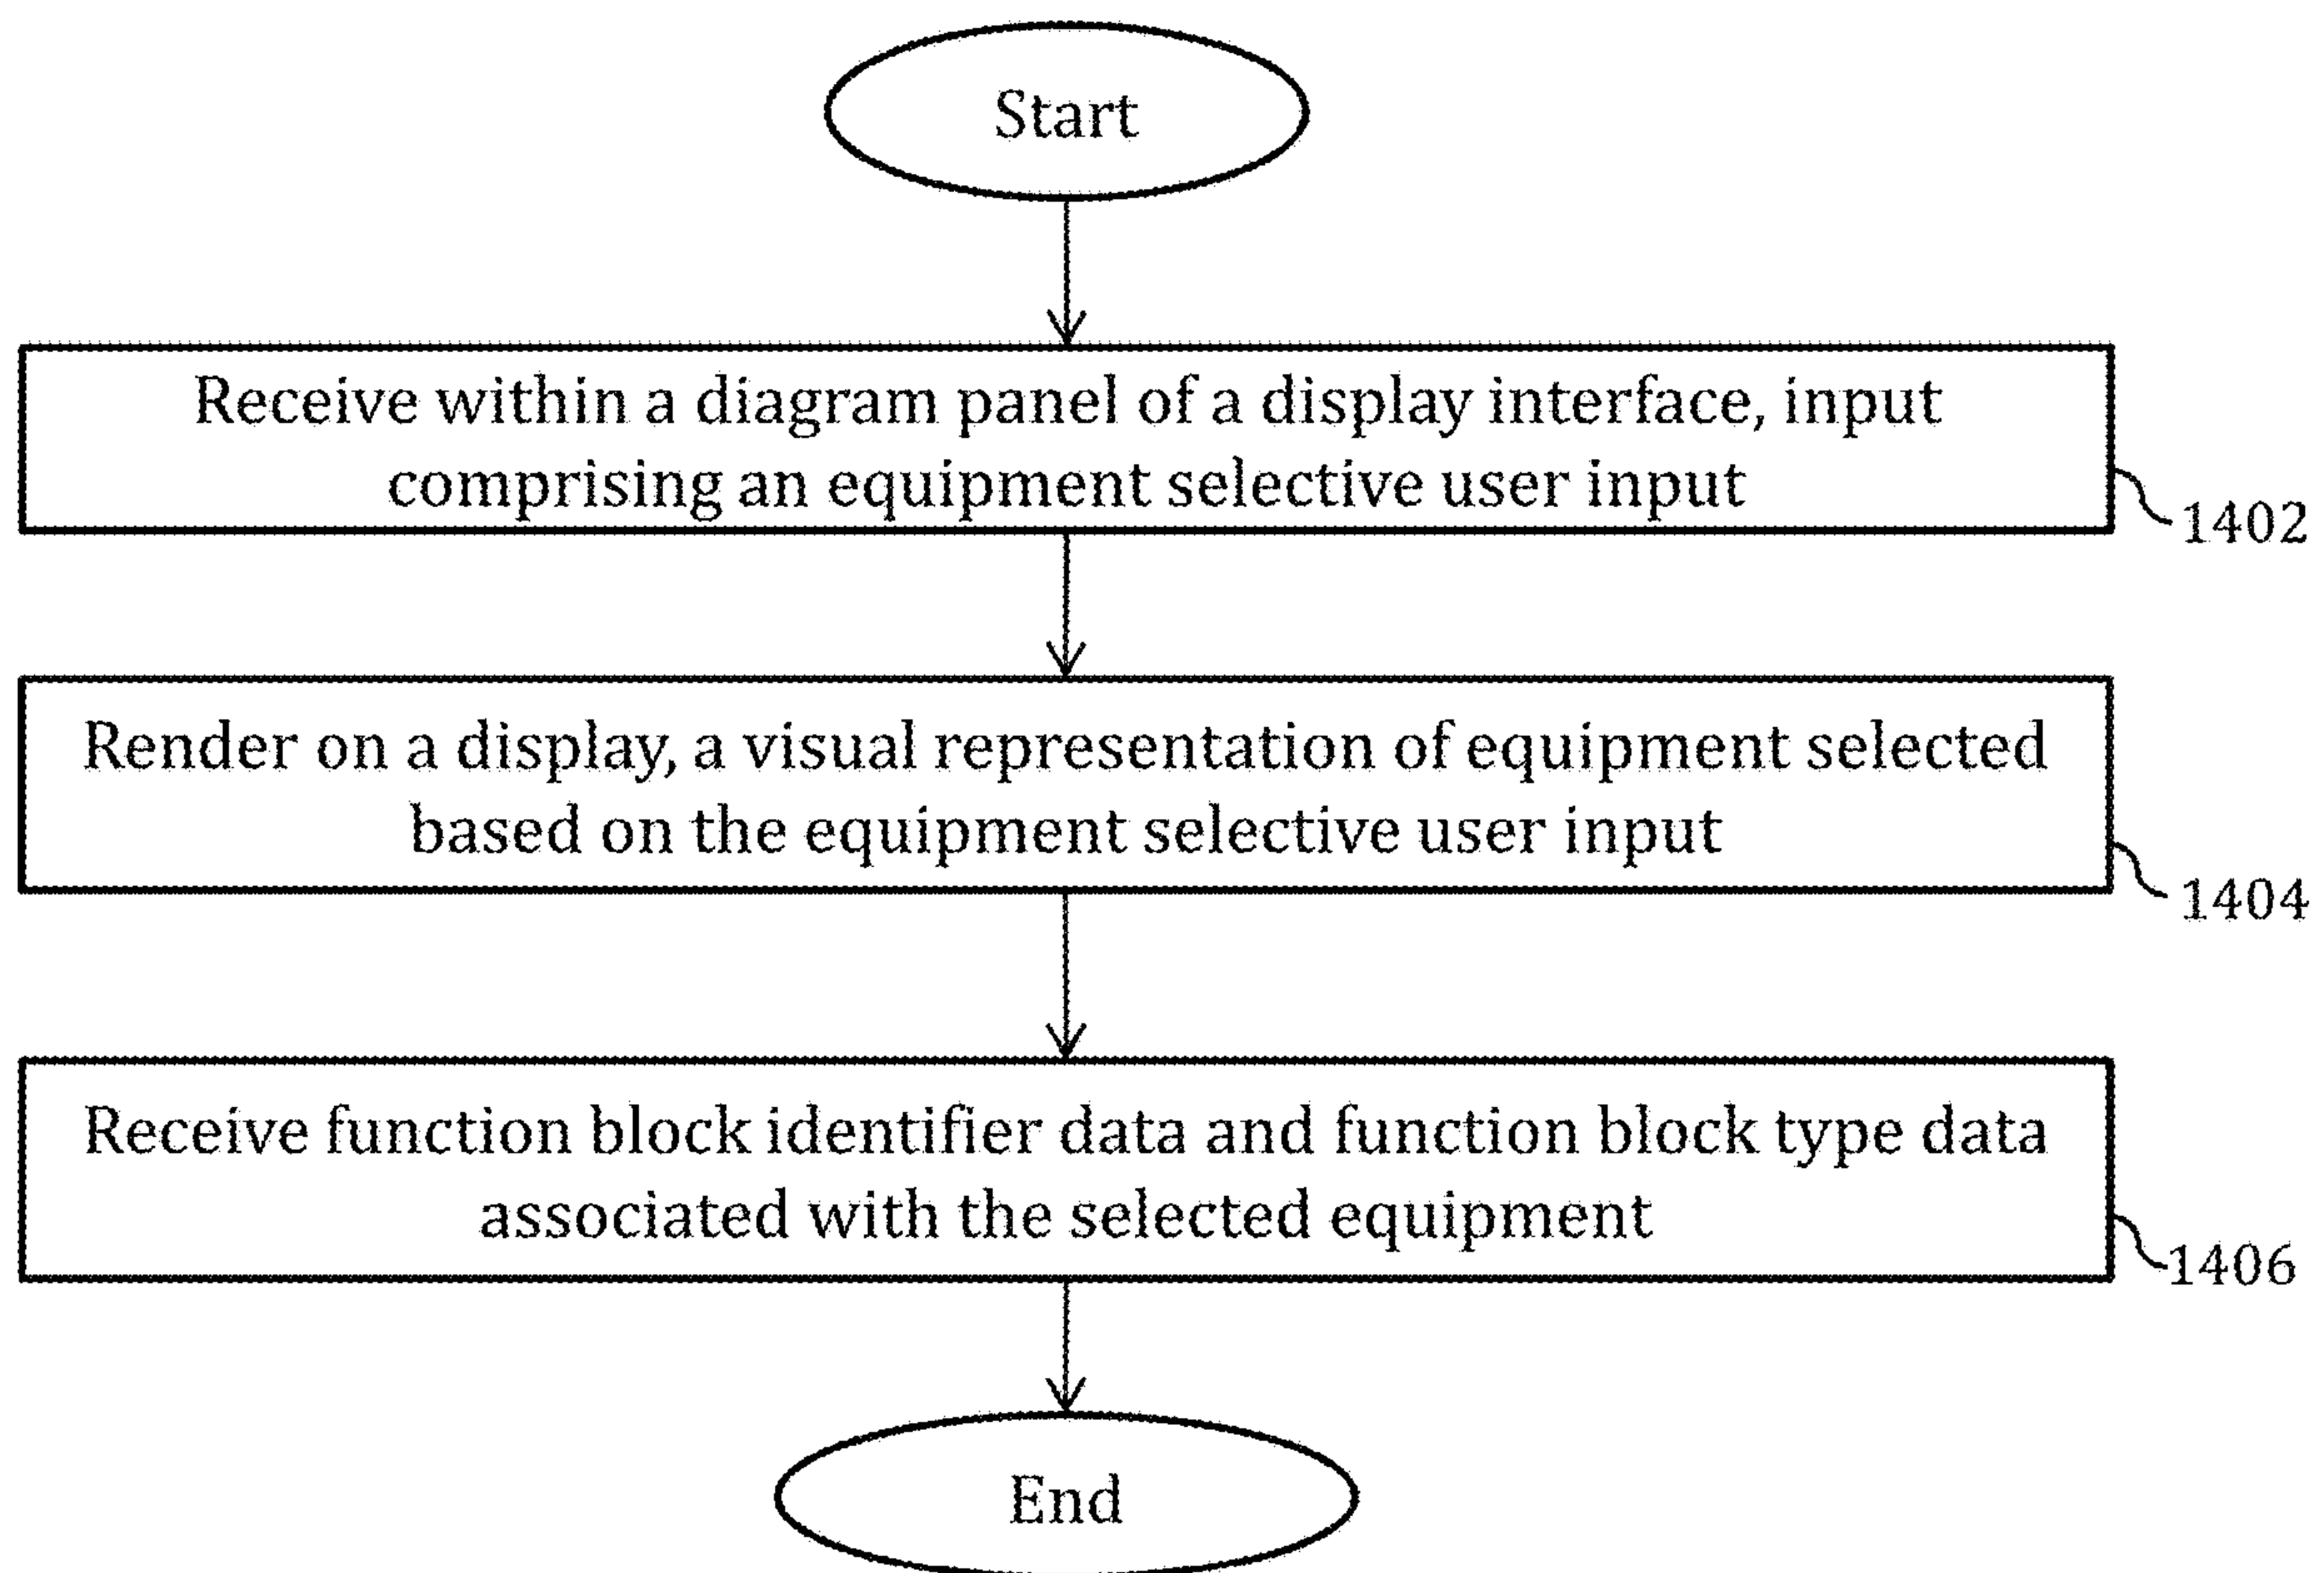 Start
Receive within a diagram panel of a display interface, input
comprising an equipment selective user input
1402
Render on a display, a visual representation of equipment selected
based on the equipment selective user input
1404
Receive function block identifier data and function block type data
associated with the selected equipment
1406
End